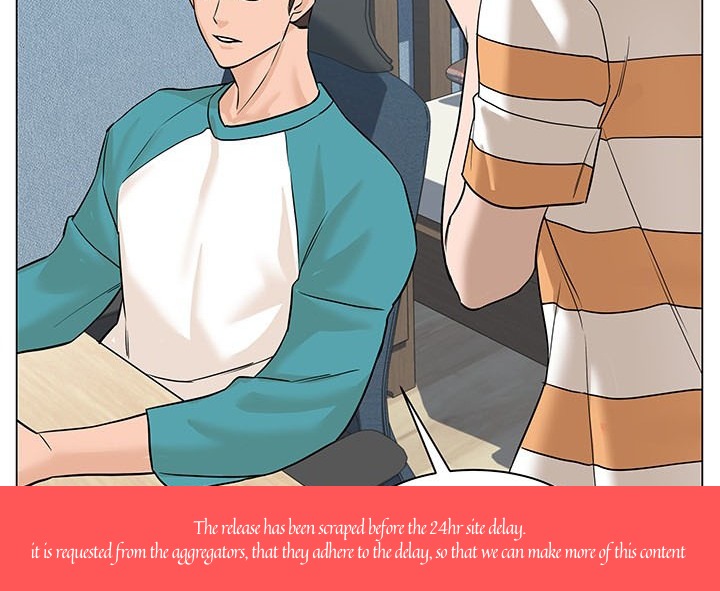 The release has been scraped before the 24hr site delay.
it is requested from the aggregators, that they adhere to the delay, so that we can make more of this content